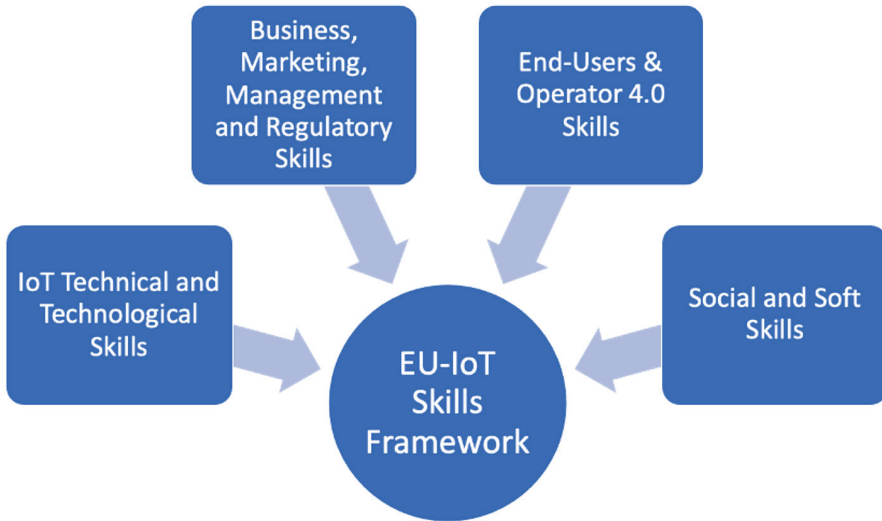 Business,
Marketing,
Management
and Regulatory
Skills
End-Users &
Operator 4.0
Skills
IoT Technical and
Technological
Skills
Social and Soft
Skills
EU-IoT
Skills
Framework